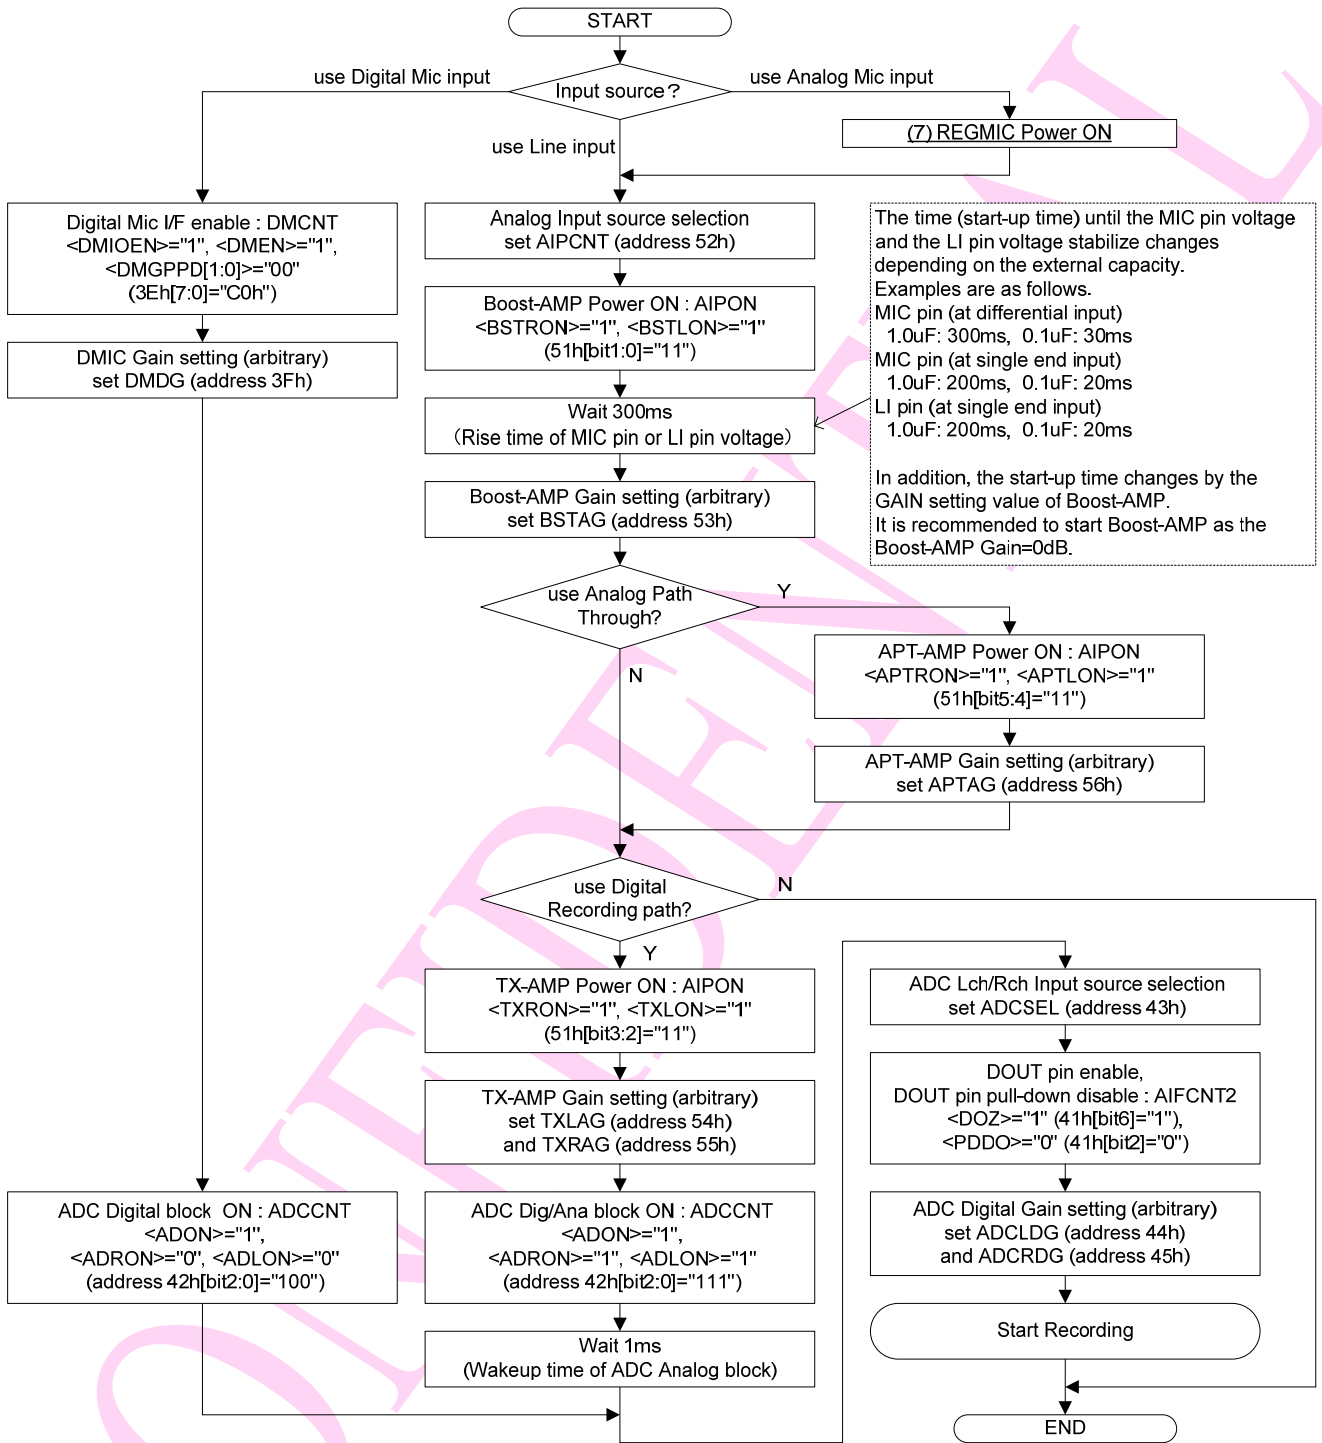 START
use Digital Mic input
use Analog Mic input
Input source?
(7) REGMIC Power ON
use Line input
Digital Mic I/F enable : DMCNT
<DMIOEN>="1", <DMEN>="1",
<DMGPPD[1:0]>="00"
(3Eh[7:0]="C0h")
DMIC Gain setting (arbitrary)
set DMDG (address 3Fh)
Analog Input source selection
set AIPCNT (address 52h)
Boost-AMP Power ON : AIPON
<BSTRON>="1", <BSTLON>="1"
(51h[bit1:0]="11")
Wait 300ms
(Rise time of MIC pin or LI pin voltage)
Boost-AMP Gain setting (arbitrary)
set BSTAG (address 53h)
The time (start-up time) until the MIC pin voltage
and the LI pin voltage stabilize changes
depending on the external capacity.
Examples are as follows.
MIC pin (at differential input)
1.0uF: 300ms, 0.1uF: 30ms
MIC pin (at single end input)
1.0uF: 200ms, 0.1uF: 20ms
LI pin (at single end input)
1.0uF: 200ms, 0.1uF: 20ms
In addition, the start-up time changes by the
GAIN setting value of Boost-AMP.
It is recommended to start Boost-AMP as the
Boost-AMP Gain=0dB.
use Analog Path
Through?
Y
N
APT-AMP Power ON : AIPON
<APTRON>="1", <APTLON>="1"
(51h[bit5:4]="11")
APT-AMP Gain setting (arbitrary)
set APTAG (address 56h)
use Digital
Recording path?
N
Y
TX-AMP Power ON : AIPON
<TXRON>="1", <TXLON>="1"
(51h[bit3:2]="11")
TX-AMP Gain setting (arbitrary)
set TXLAG (address 54h)
and TXRAG (address 55h)
ADC Digital block ON : ADCCNT
<ADON>="1",
<ADRON>="0", <ADLON>="0"
(address 42h[bit2:0]="100")
ADC Dig/Ana block ON : ADCCNT
<ADON>="1",
<ADRON>="1", <ADLON>="1"
(address 42h[bit2:0]="111")
Wait 1ms
(Wakeup time of ADC Analog block)
ADC Lch/Rch Input source selection
set ADCSEL (address 43h)
DOUT pin enable,
DOUT pin pull-down disable : AIFCNT2
<DOZ>="1" (41h[bit6]="1"),
<PDDO>="0" (41h[bit2]="0")
ADC Digital Gain setting (arbitrary)
set ADCLDG (address 44h)
and ADCRDG (address 45h)
Start Recording
END